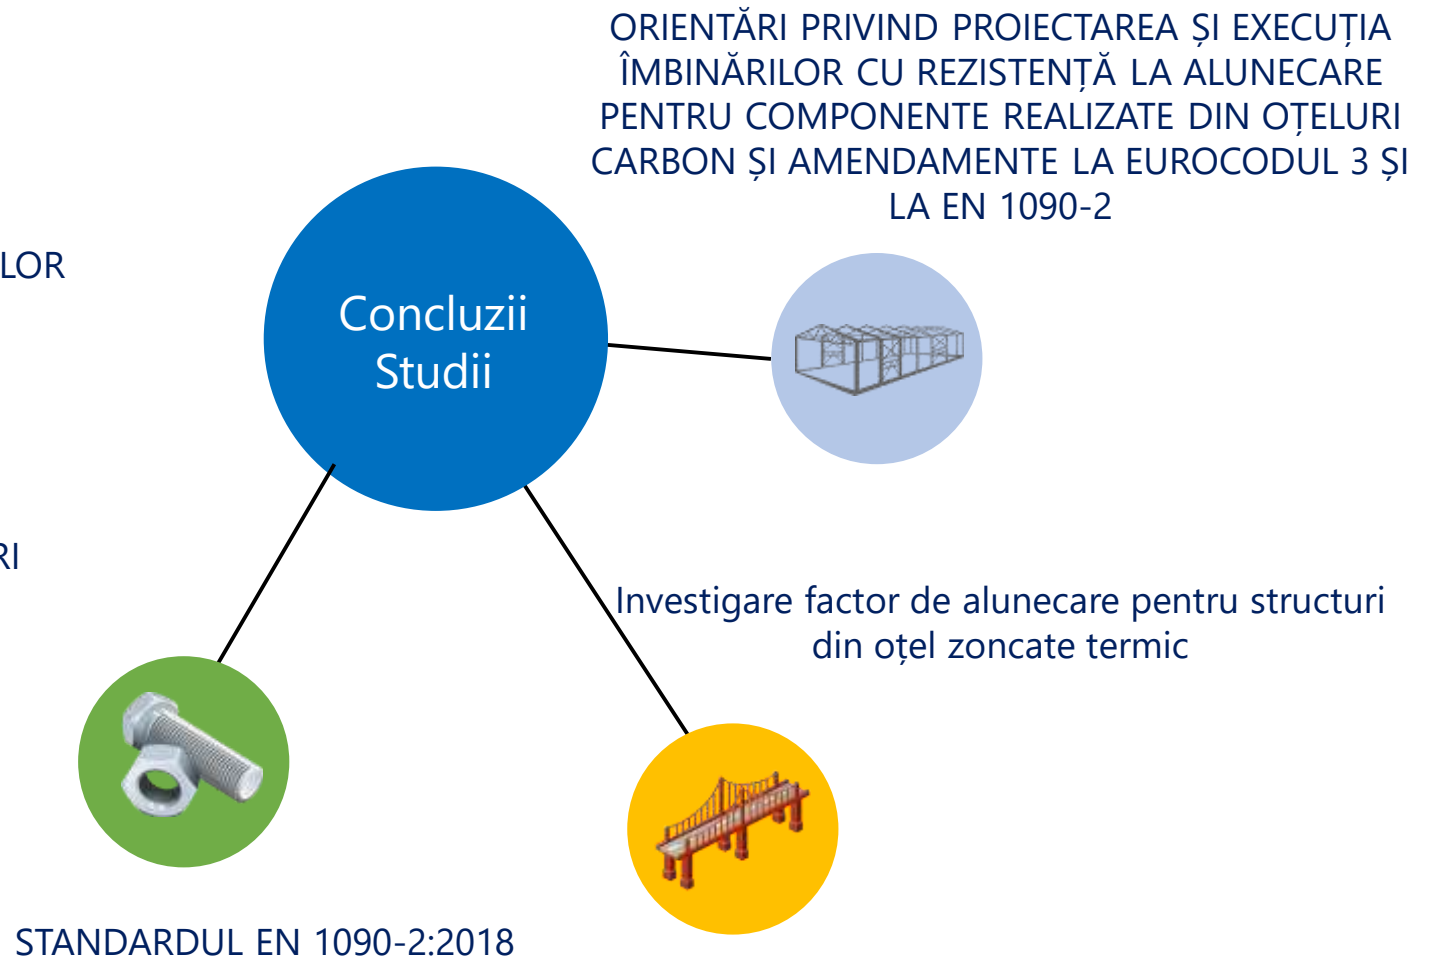 ORIENTĂRI PRIVIND PROIECTAREA ȘI EXECUȚIA
ÎMBINĂRILOR CU REZISTENȚĂ LA ALUNECARE
PENTRU COMPONENTE REALIZATE DIN OȚELURI
CARBON ȘI AMENDAMENTE LA EUROCODUL 3 ȘI
LA EN 1090-2
LOR
Concluzii
Studii
RI
Investigare factor de alunecare pentru structuri
din oțel zoncate termic
STANDARDUL EN 1090-2:2018